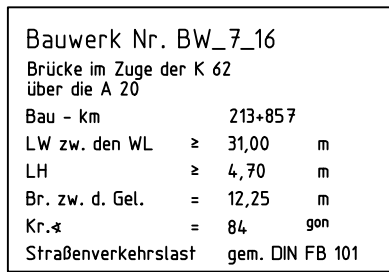 Bauwerk Nr. BW_7_16
Brücke im Zuge der K 62
über die A 20
Bau - km 213+857
LW zw. den WL ≥ 31,00 m
LH ≥ 4,70 m
Br. zw. d. Gel. = 12,25 m
Kr.∢ = 84 gon
Straßenverkehrslast gem. DIN FB 101